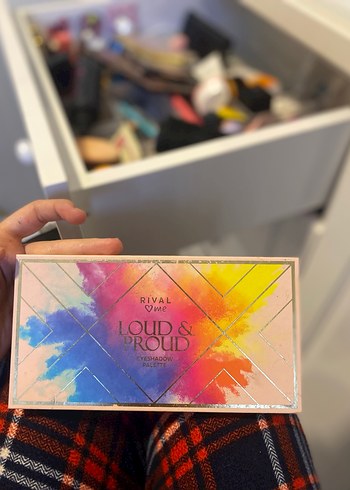 RIVAL
♡me
LOUD &
PROUD
EYESHADOW
PALETTE